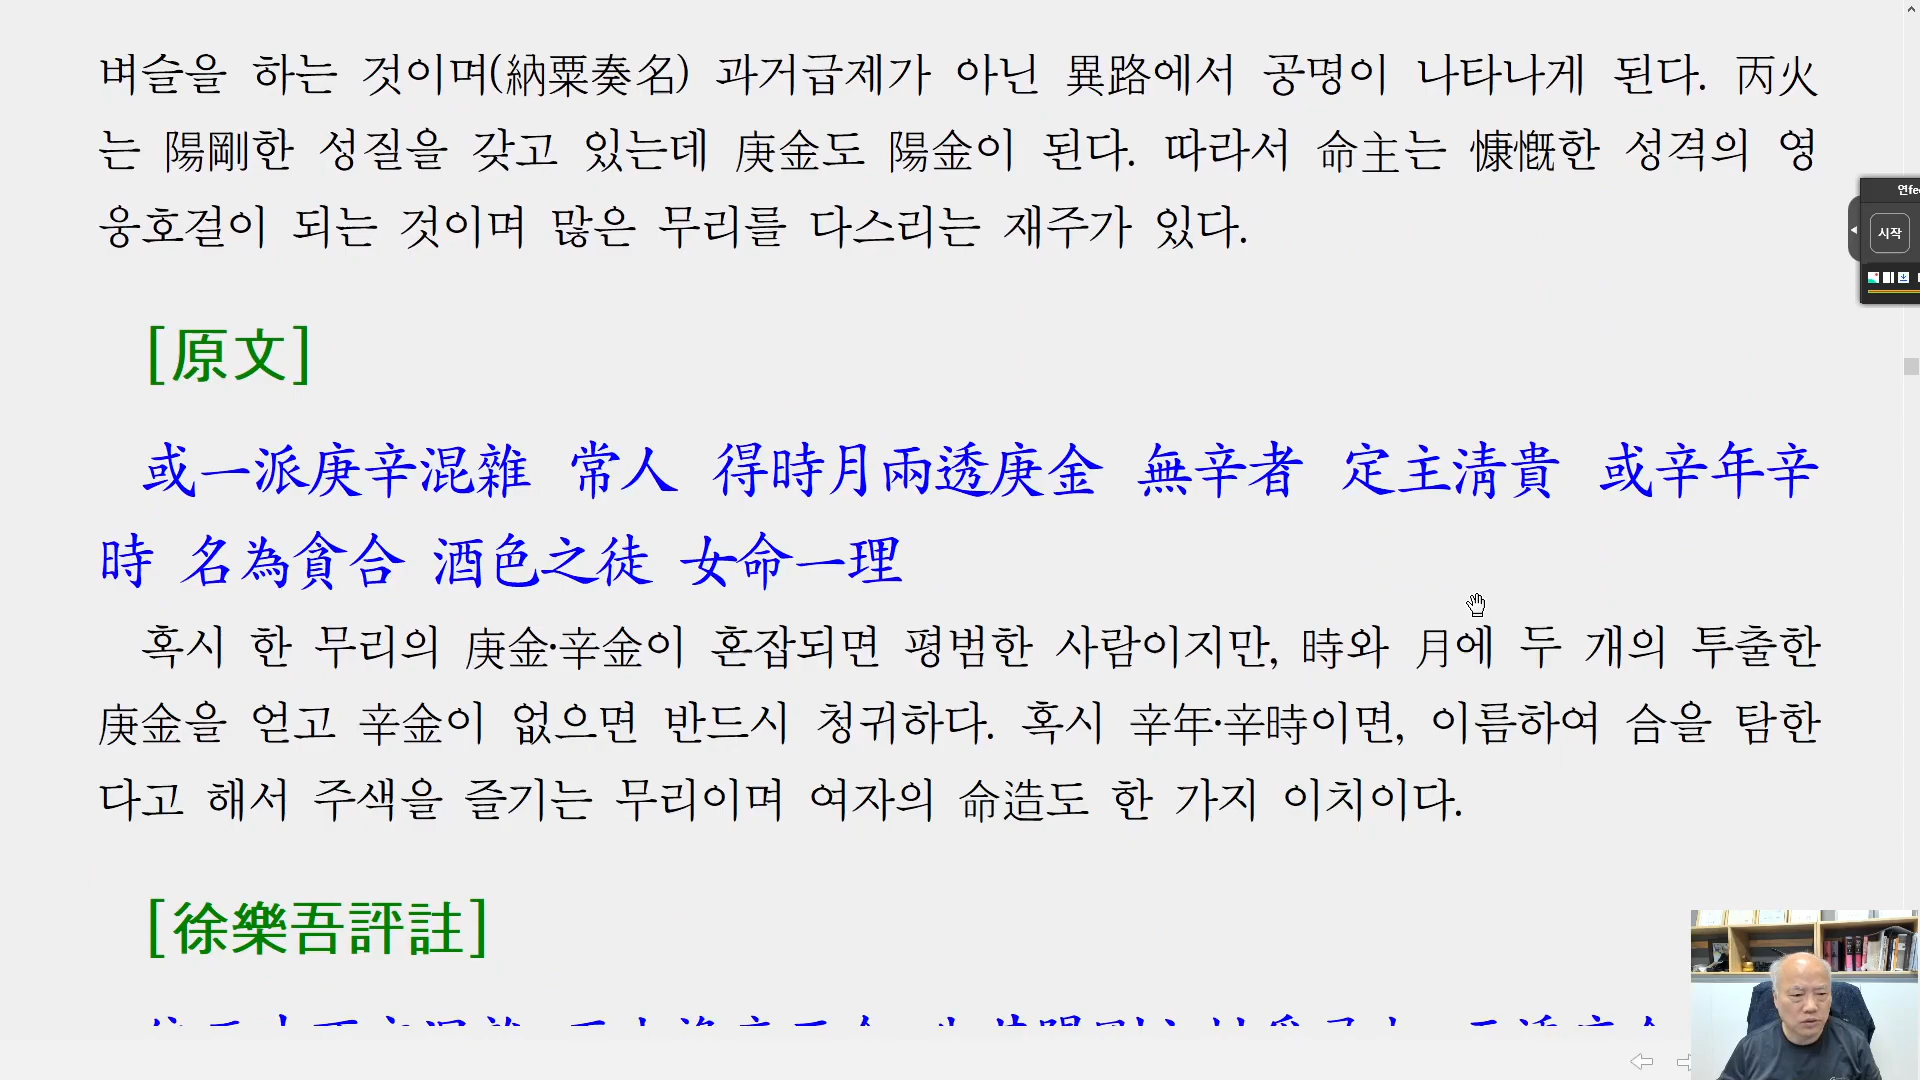 벼슬을 하는 것이며(納粟奏名) 과거급제가 아닌 異路에서 공명이 나타나게 된다. 丙火
는 陽剛한 성질을 갖고 있는데 庚金도 陽金이 된다. 따라서 命主는 慷慨한 성격의 영
웅호걸이 되는 것이며 많은 무리를 다스리는 재주가 있다.
[原文]
或一派庚辛混雜 常人 得時月兩透庚金 無辛者 定主淸貴 或辛年辛
時 名為貪合 酒色之徒 女命一理
혹시 한 무리의 庚金·辛金이 혼잡되면 평범한 사람이지만, 時와 月에 두 개의 투출한
庚金을 얻고 辛金이 없으면 반드시 청귀하다. 혹시 辛年·辛時이면, 이름하여 合을 탐한
다고 해서 주색을 즐기는 무리이며 여자의 命造도 한 가지 이치이다.
[徐樂吾評註]
시작